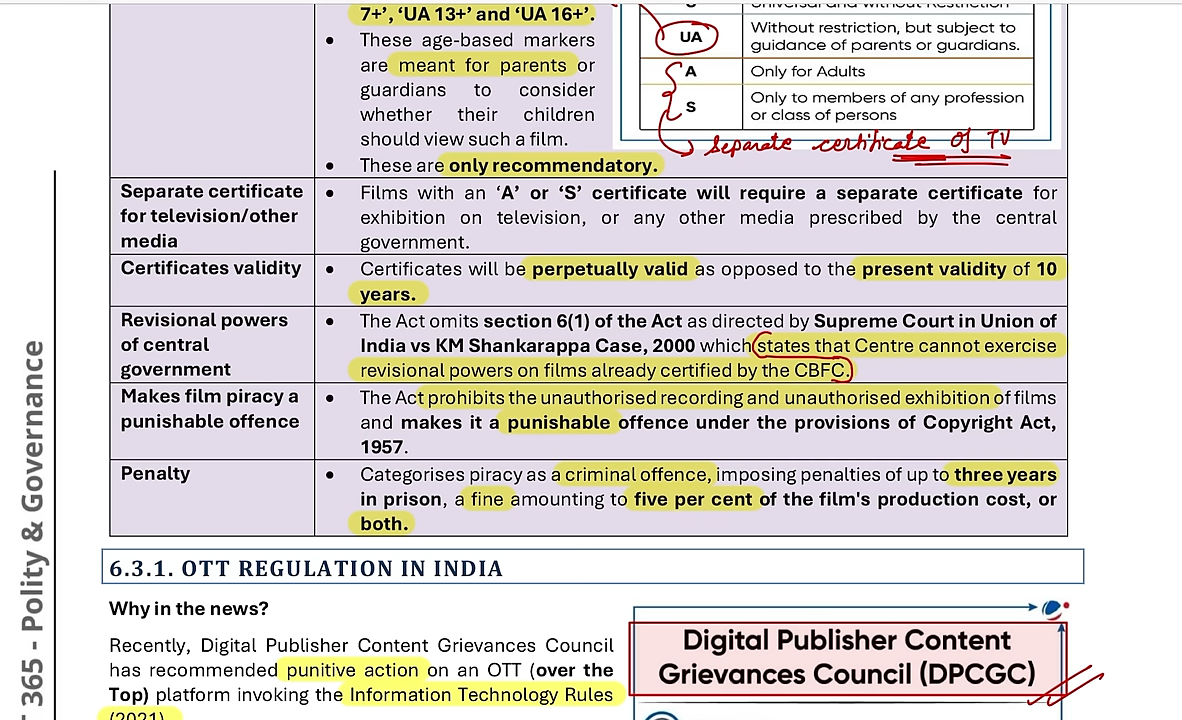 7+', 'UA 13+' and 'UA 16+'.
• These age-based markers
are meant for parents or
guardians to consider
whether their children
should view such a film.
• These are only recommendatory.
UA
Without restriction, but subject to
guidance of parents or guardians.
A
Only for Adults
S
Only to members of any profession
or class of persons
Separate certificate of TV
Separate certificate
for television/other
media
• Films with an 'A' or 'S' certificate will require a separate certificate for
exhibition on television, or any other media prescribed by the central
government.
Certificates validity
• Certificates will be perpetually valid as opposed to the present validity of 10
years.
Revisional powers
of central
government
• The Act omits section 6(1) of the Act as directed by Supreme Court in Union of
India vs KM Shankarappa Case, 2000 which states that Centre cannot exercise
revisional powers on films already certified by the CBFC.
Makes film piracy a
punishable offence
• The Act prohibits the unauthorised recording and unauthorised exhibition of films
and makes it a punishable offence under the provisions of Copyright Act,
1957.
Penalty
• Categorises piracy as a criminal offence, imposing penalties of up to three years
in prison, a fine amounting to five per cent of the film's production cost, or
both.
6.3.1. OTT REGULATION IN INDIA
Why in the news?
Recently, Digital Publisher Content Grievances Council
has recommended punitive action on an OTT (over the
Top) platform invoking the Information Technology Rules
(2021).
Digital Publisher Content
Grievances Council (DPCGC)
365 - Polity & Governance